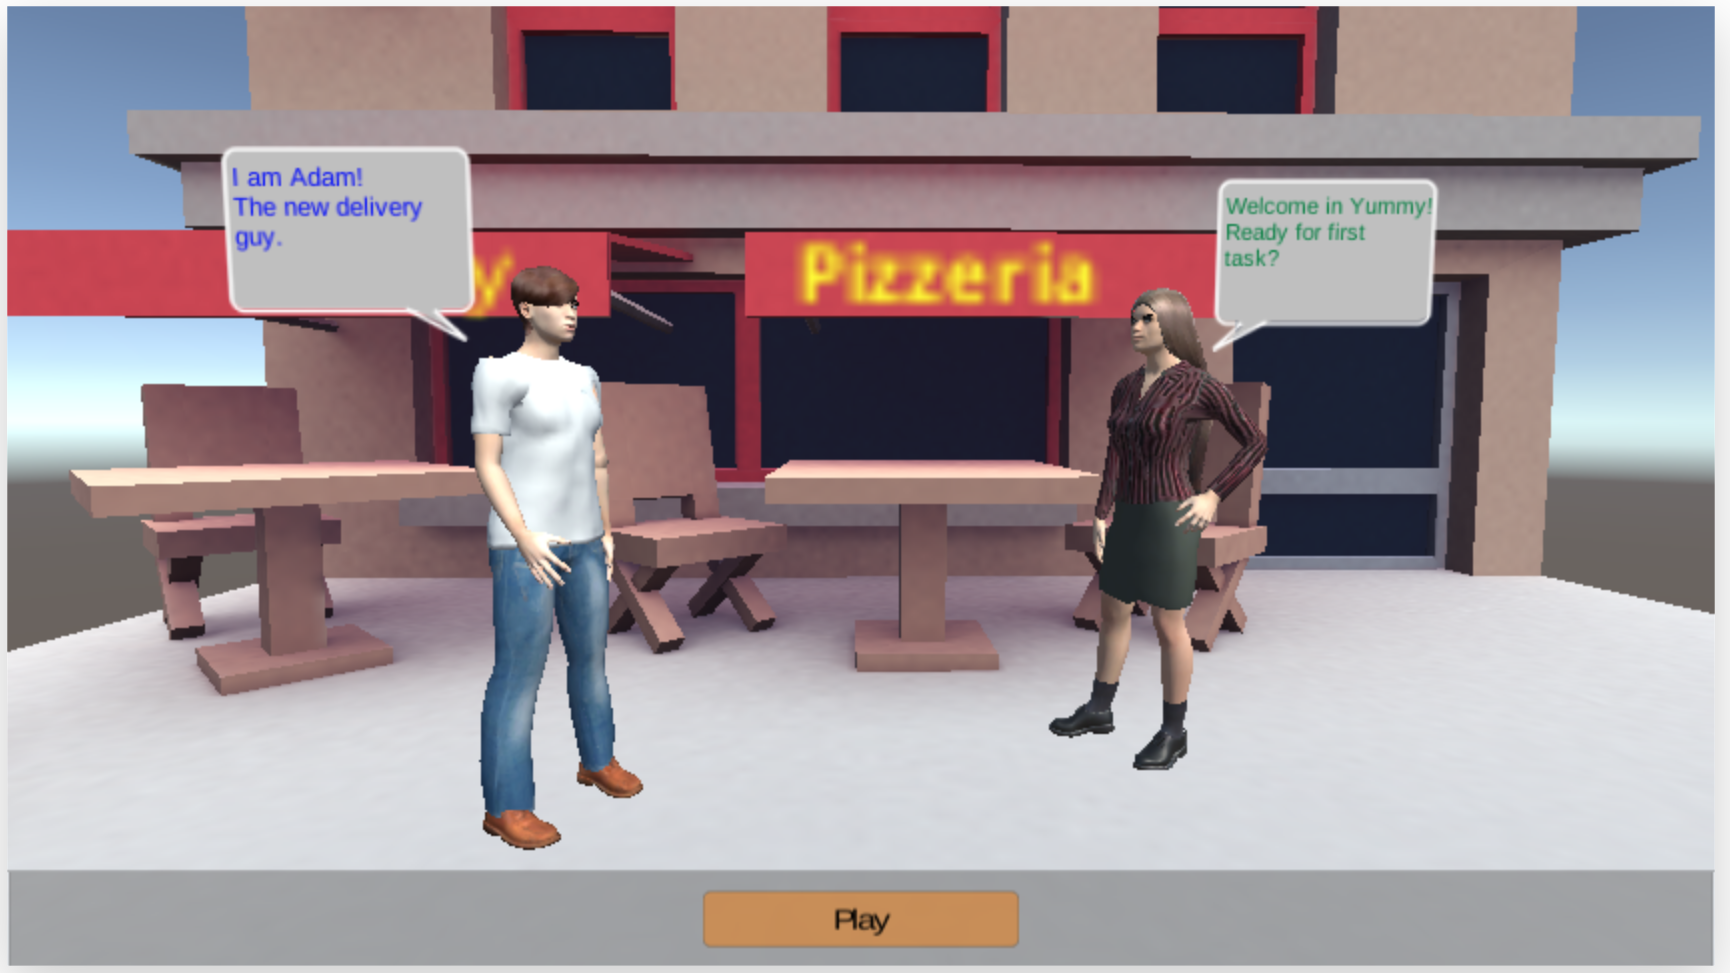 I am Adam!
The new delivery
guy.
Welcome in Yummy!
Ready for first
task?
y Pizzeria
Play